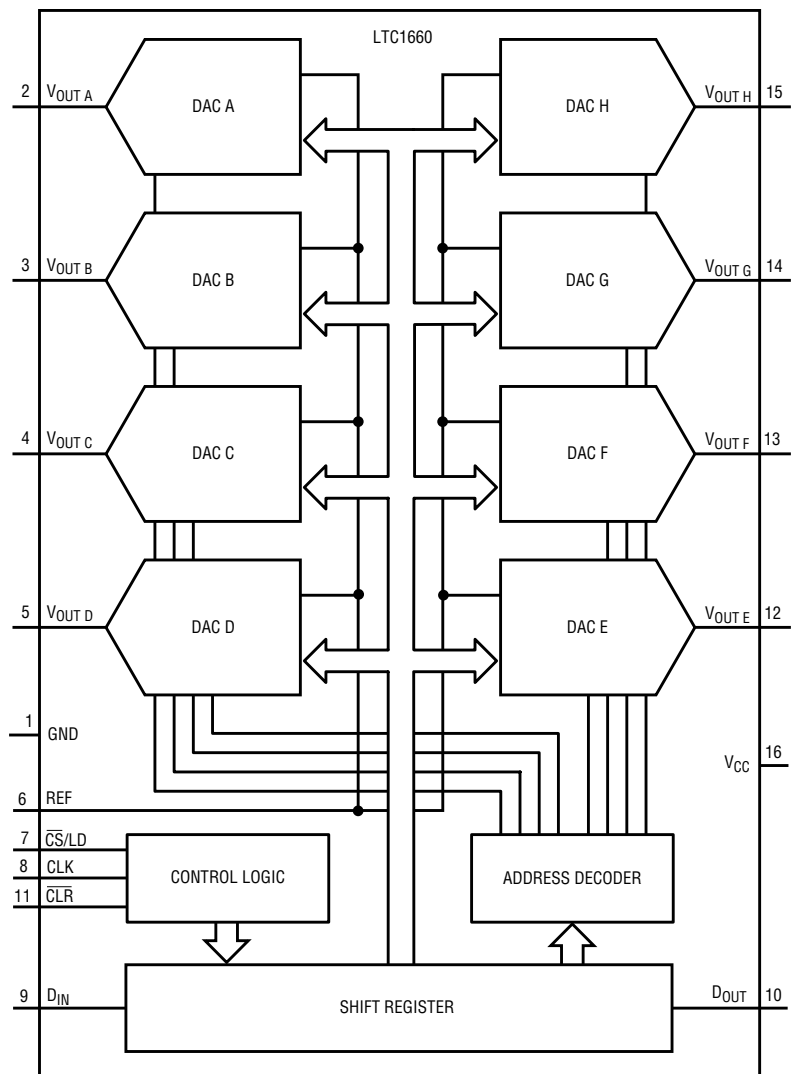 LTC1660
2 VOUT A DAC A DAC H VOUT H 15
3 VOUT B DAC B DAC G VOUT G 14
4 VOUT C DAC C DAC F VOUT F 13
5 VOUT D DAC D DAC E VOUT E 12
1 GND
VCC 16
6 REF
7 C̅S̅/LD
8 CLK CONTROL LOGIC ADDRESS DECODER
11 C̅L̅R̅
9 DIN SHIFT REGISTER DOUT 10